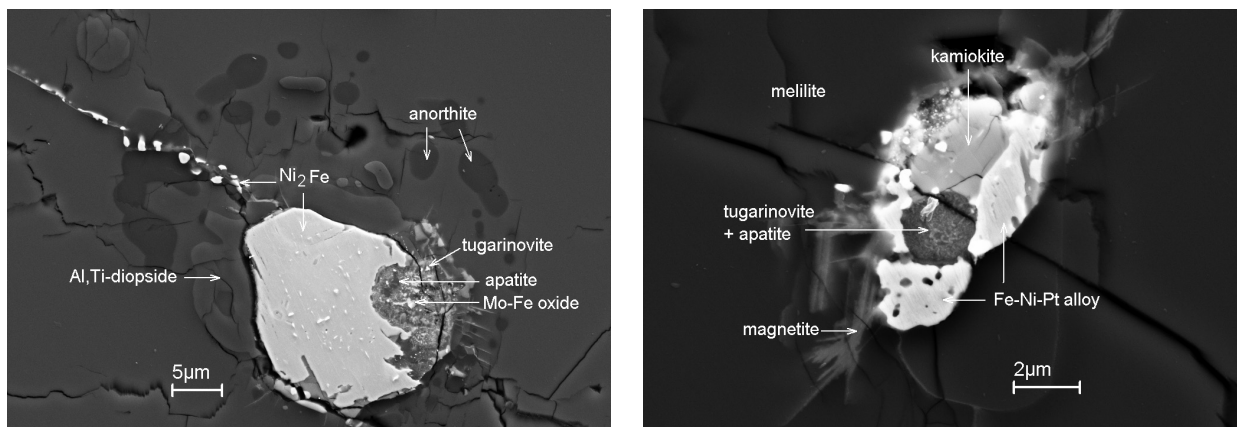 anorthite
Ni2Fe
tugarinovite
Al,Ti-diopside
apatite
Mo-Fe oxide
5µm
kamiokite
melilite
tugarinovite
+ apatite
Fe-Ni-Pt alloy
magnetite
2µm